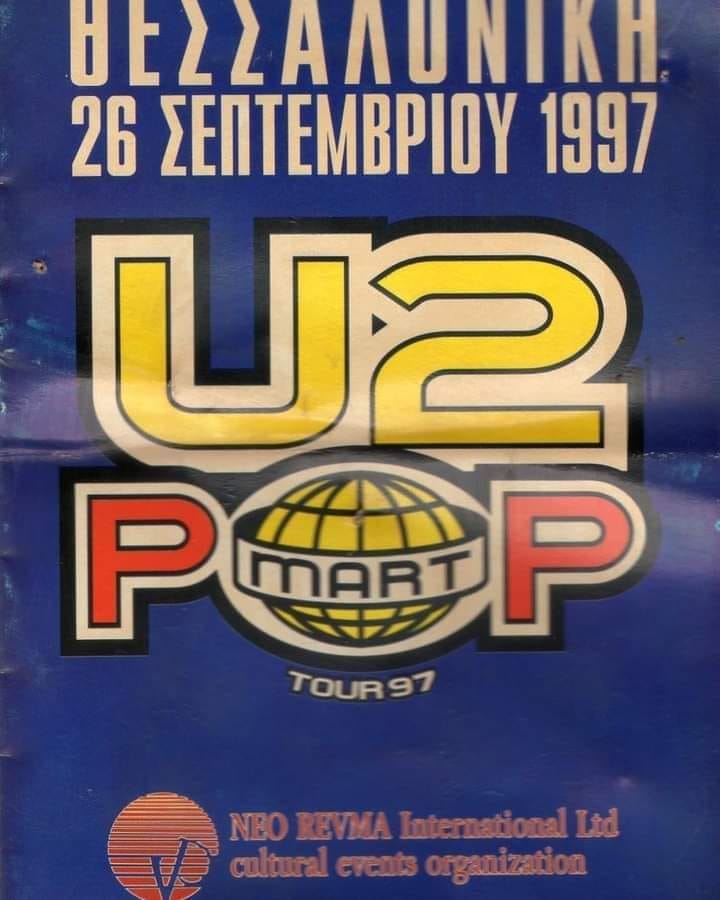 ΘΕΣΣΑΛΟΝΙΚΗ
26 ΣΕΠΤΕΜΒΡΙΟΥ 1997
U2
POP
MART
TOUR 97
NEO REVMA International Ltd
cultural events organization